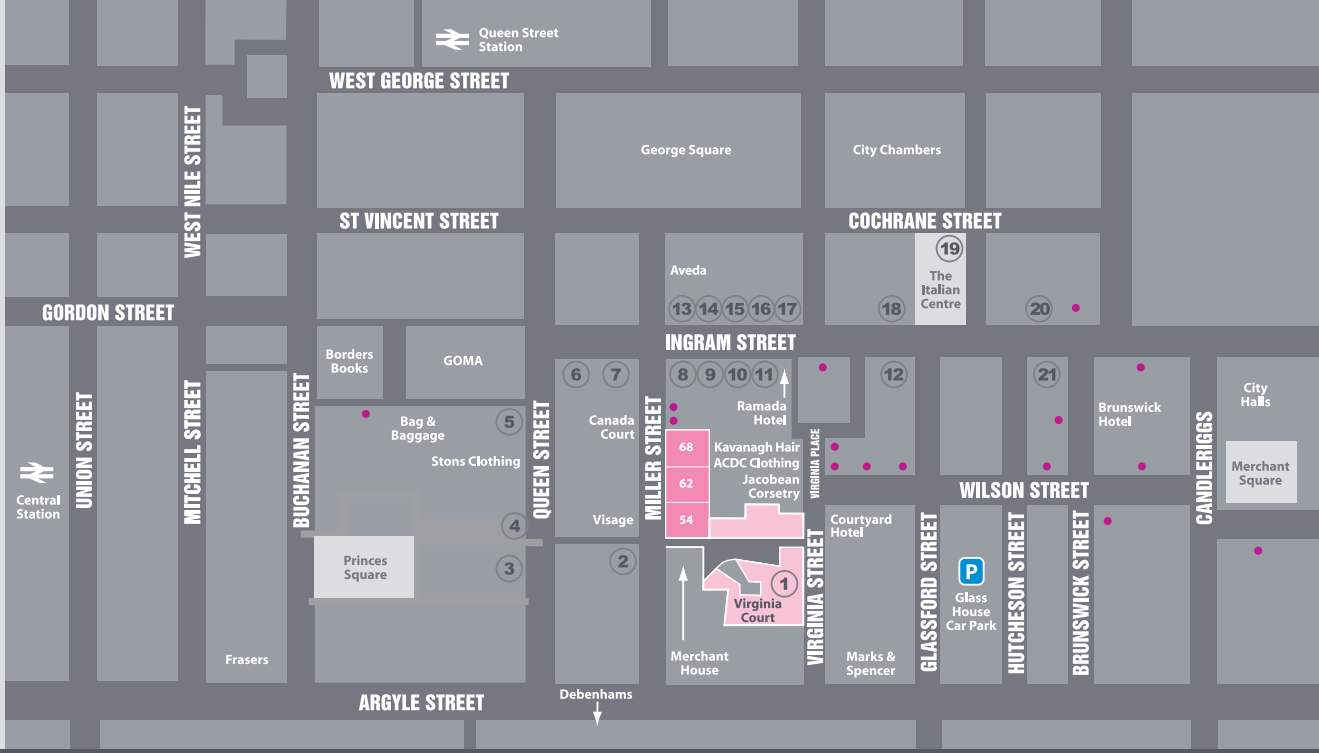 Queen Street
Station
WEST GEORGE STREET
WEST NILE STREET
George Square
City Chambers
ST VINCENT STREET
COCHRANE STREET
19
The
Italian
Centre
Aveda
13 14 15 16 17
18
20
GORDON STREET
INGRAM STREET
Borders
Books
GOMA
6 7
8 9 10 11
12
21
Ramada
Hotel
Canada
Court
Bag &
Baggage
5
Stons Clothing
Brunswick
Hotel
City
Halls
UNION STREET
MITCHELL STREET
BUCHANAN STREET
QUEEN STREET
MILLER STREET
68
62
54
Kavanagh Hair
ACDC Clothing
Jacobean
Corsetry
VIRGINIA PLACE
WILSON STREET
CANDLERIGGS
Merchant
Square
Central
Station
4
Visage
Courtyard
Hotel
Princes
Square
3
2
1
Virginia
Court
VIRGINIA STREET
GLASSFORD STREET
P
Glass
House
Car Park
HUTCHESON STREET
BRUNSWICK STREET
Frasers
Merchant
House
Marks &
Spencer
Debenhams
ARGYLE STREET